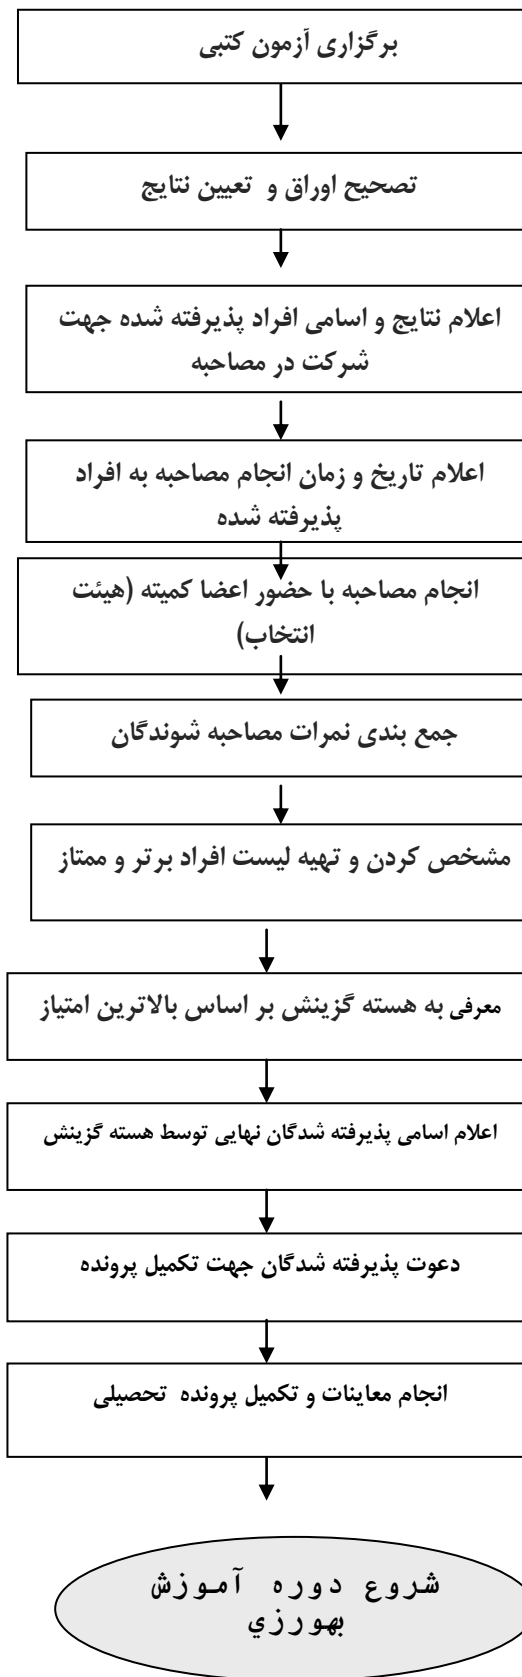 برگزاری آزمون کتبی
تصحیح اوراق و تعیین نتایج
اعلام نتایج و اسامی افراد پذیرفته شده جهت
شرکت در مصاحبه
اعلام تاریخ و زمان انجام مصاحبه به افراد
پذیرفته شده
انجام مصاحبه با حضور اعضا کمیته (هیئت
انتخاب)
جمع بندی نمرات مصاحبه شوندگان
مشخص کردن و تهیه لیست افراد برتر و ممتاز
معرفی به هسته گزینش بر اساس بالاترین امتیاز
اعلام اسامی پذیرفته شدگان نهایی توسط هسته گزینش
دعوت پذیرفته شدگان جهت تکمیل پرونده
انجام معاینات و تکمیل پرونده تحصیلی
شروع دوره آموزش
بهورزي